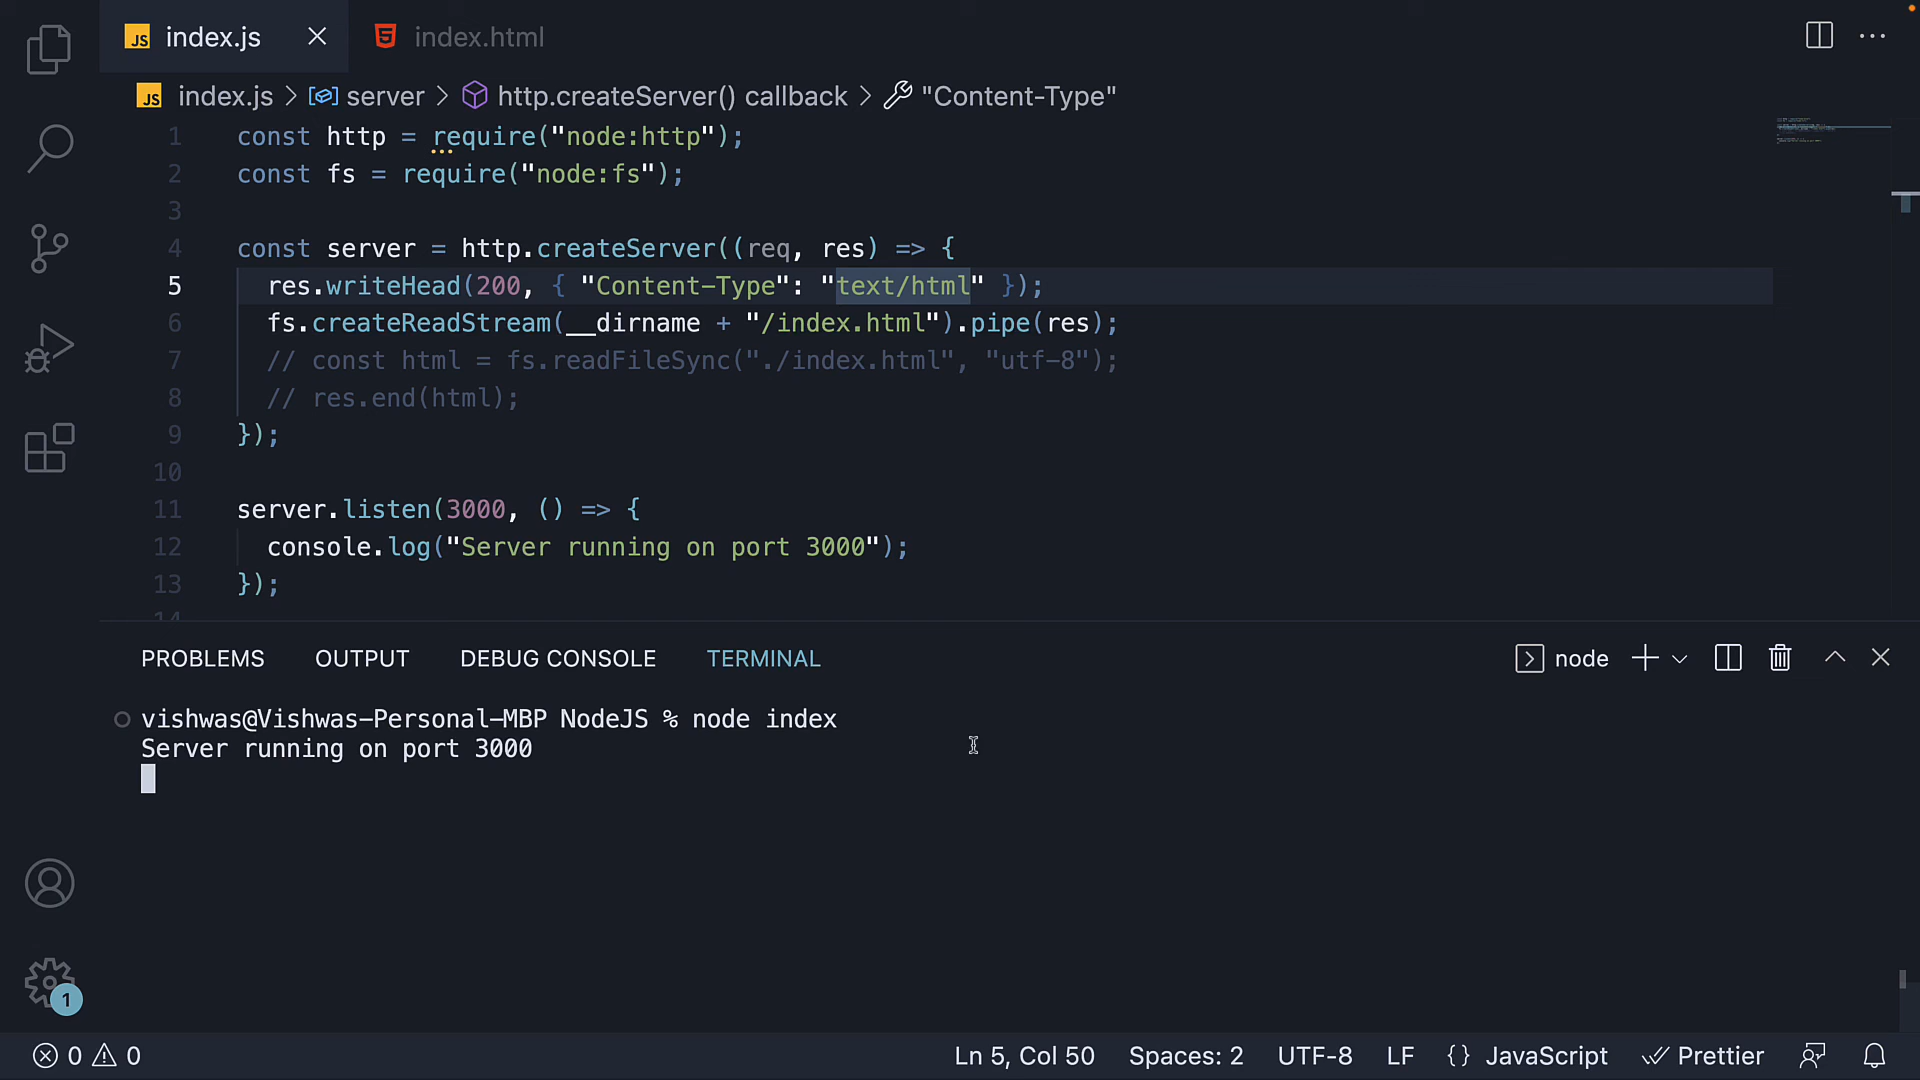 JS index.js index.html
JS index.js > server > http.createServer() callback > "Content-Type"
1 const http = require("node:http");
2 const fs = require("node:fs");
3
4 const server = http.createServer((req, res) => {
5 res.writeHead(200, { "Content-Type": "text/html" });
6 fs.createReadStream(__dirname + "/index.html").pipe(res);
7 // const html = fs.readFileSync("./index.html", "utf-8");
8 // res.end(html);
9 });
10
11 server.listen(3000, () => {
12 console.log("Server running on port 3000");
13 });
14
PROBLEMS OUTPUT DEBUG CONSOLE TERMINAL node
vishwas@Vishwas-Personal-MBP NodeJS % node index
Server running on port 3000
1
0 0 Ln 5, Col 50 Spaces: 2 UTF-8 LF {} JavaScript Prettier